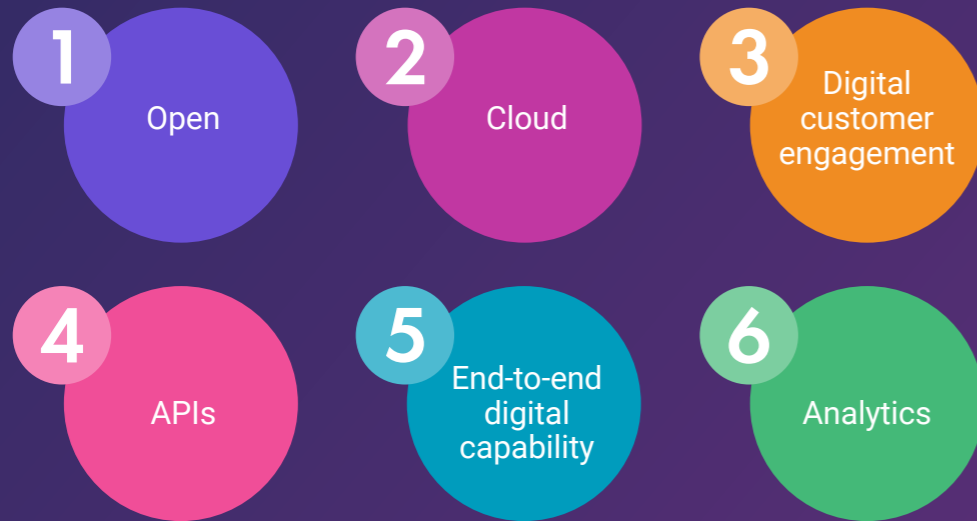 1
Open
2
Cloud
3
Digital
customer
engagement
4
APIs
5
End-to-end
digital
capability
6
Analytics